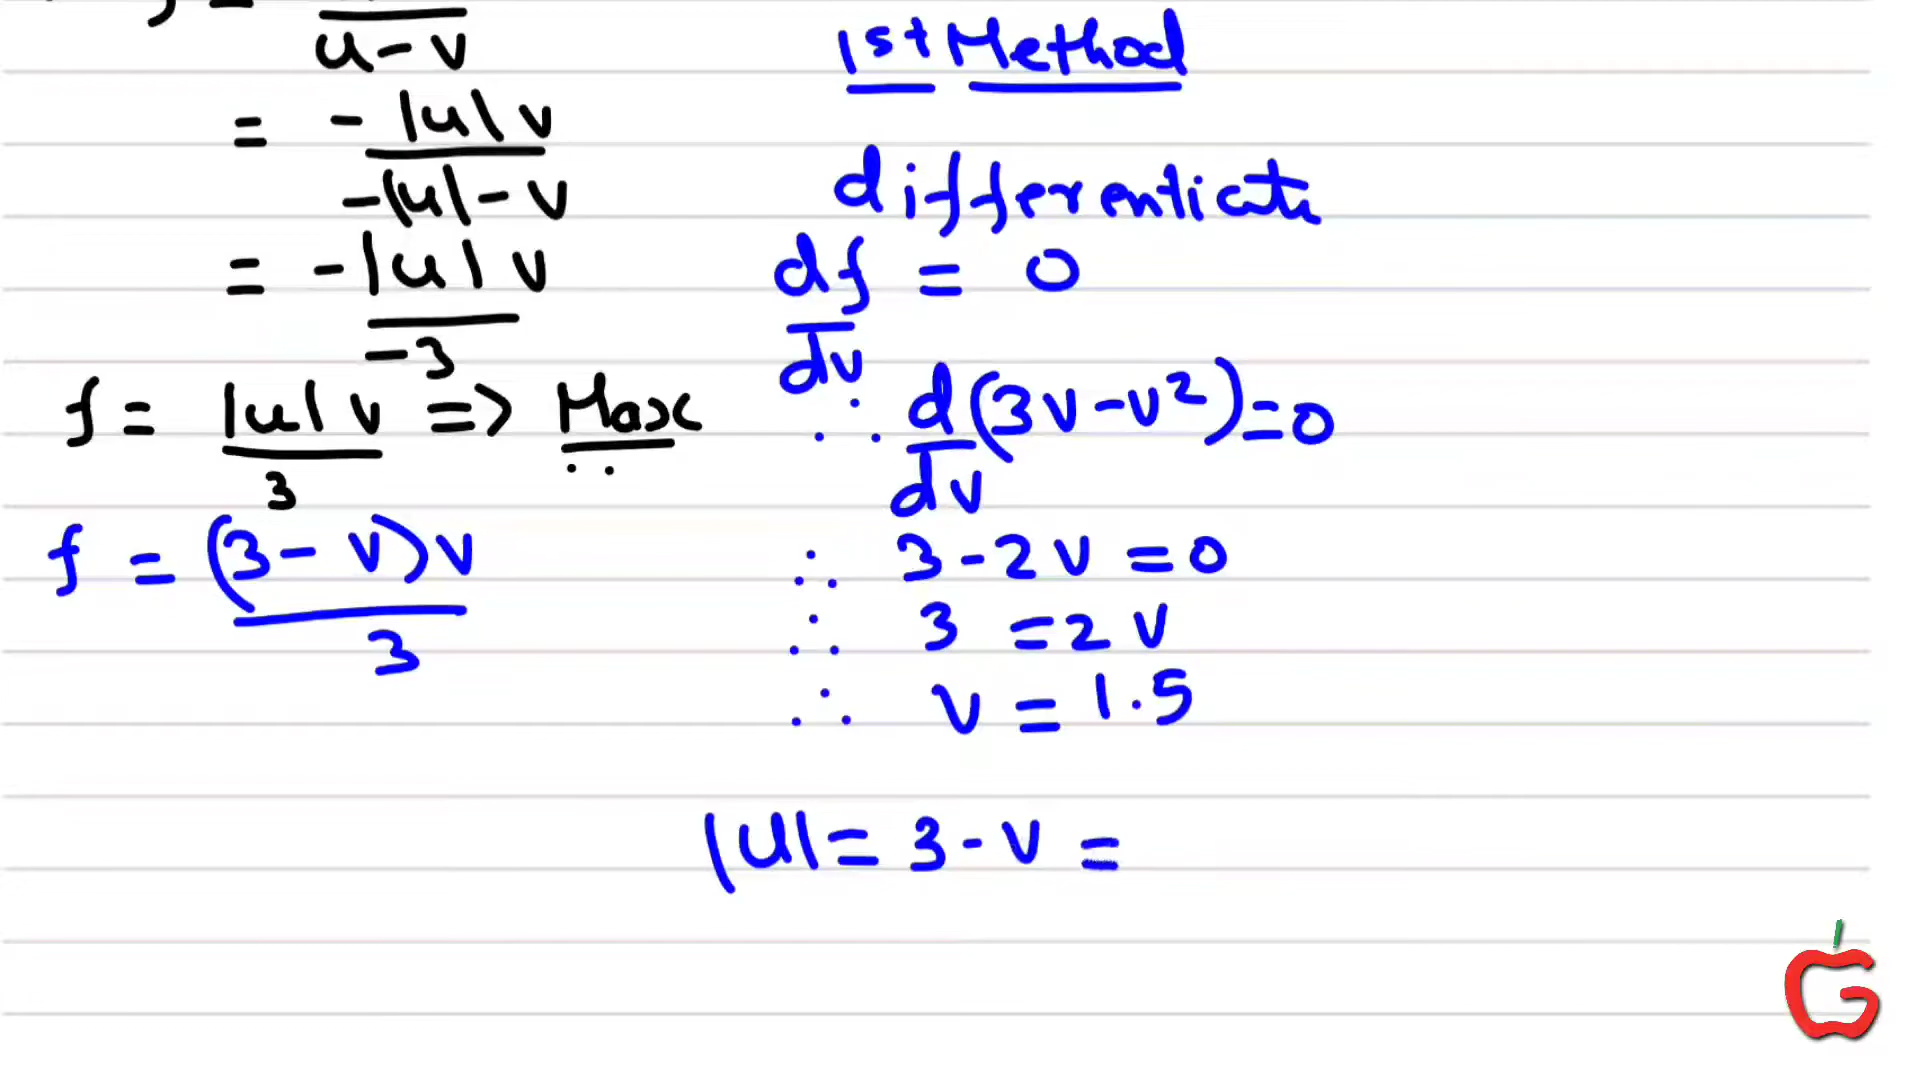 u - v
= - |u| v
-|u| - v
= - |u| v
-3
f = |u| v => Max
3
f = (3 - v) v
3
1st Method
differentiate
df = 0
dv
∴ d (3v - v²) = 0
dv
∴ 3 - 2v = 0
∴ 3 = 2v
∴ v = 1.5
|u| = 3 - v =
G